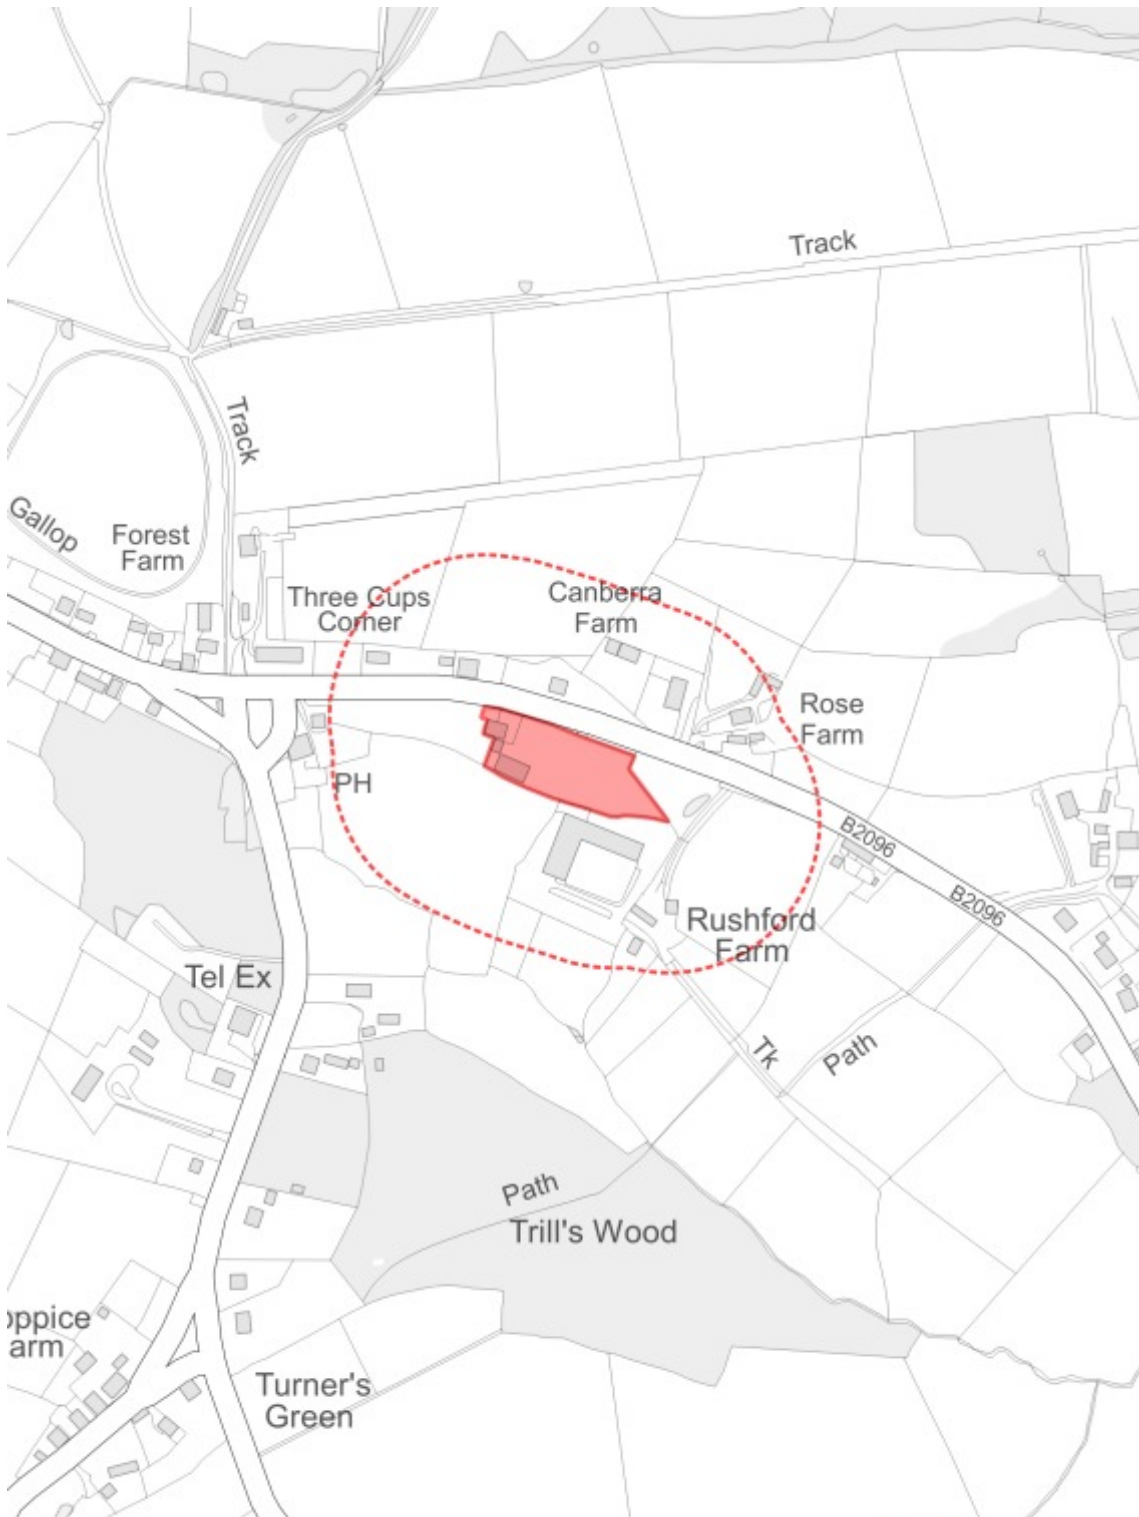 Track
Track
Gallop
Forest
Farm
Three Cups
Corner
Canberra
Farm
Rose
Farm
PH
B2096
B2096
Rushford
Farm
Tel Ex
Tk
Path
Path
Trill's Wood
oppice
arm
Turner's
Green